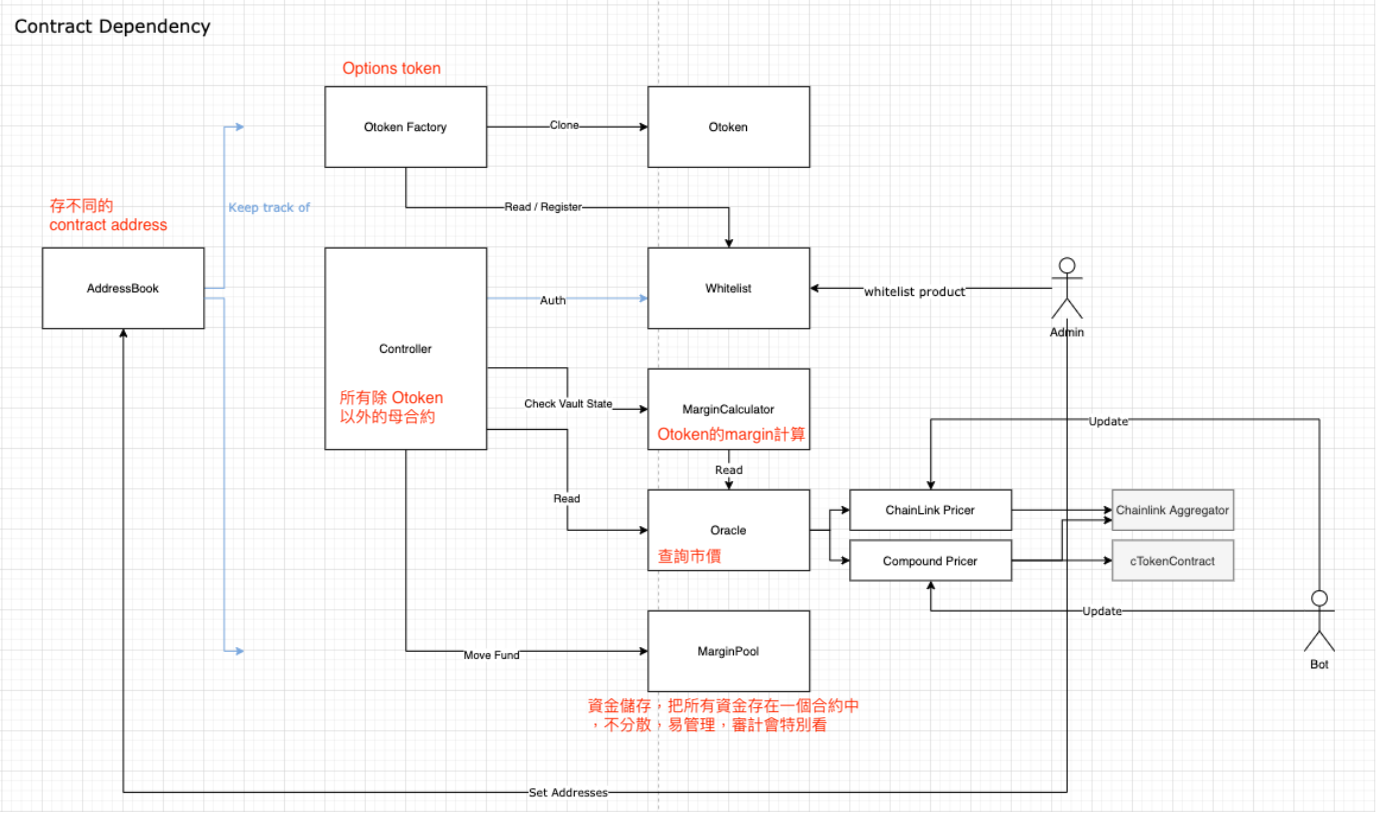 Contract Dependency
Options token
Otoken Factory
Clone
Otoken
存不同的
contract address
Keep track of
Read / Register
AddressBook
Auth
Whitelist
whitelist product
Admin
Controller
所有除 Otoken
以外的母合約
Check Vault State
MarginCalculator
Otoken的margin計算
Update
Read
Read
Oracle
查詢市價
ChainLink Pricer
Chainlink Aggregator
Compound Pricer
cTokenContract
Update
Bot
Move Fund
MarginPool
資金儲存，把所有資金存在一個合約中
，不分散，易管理，審計會特別看
Set Addresses